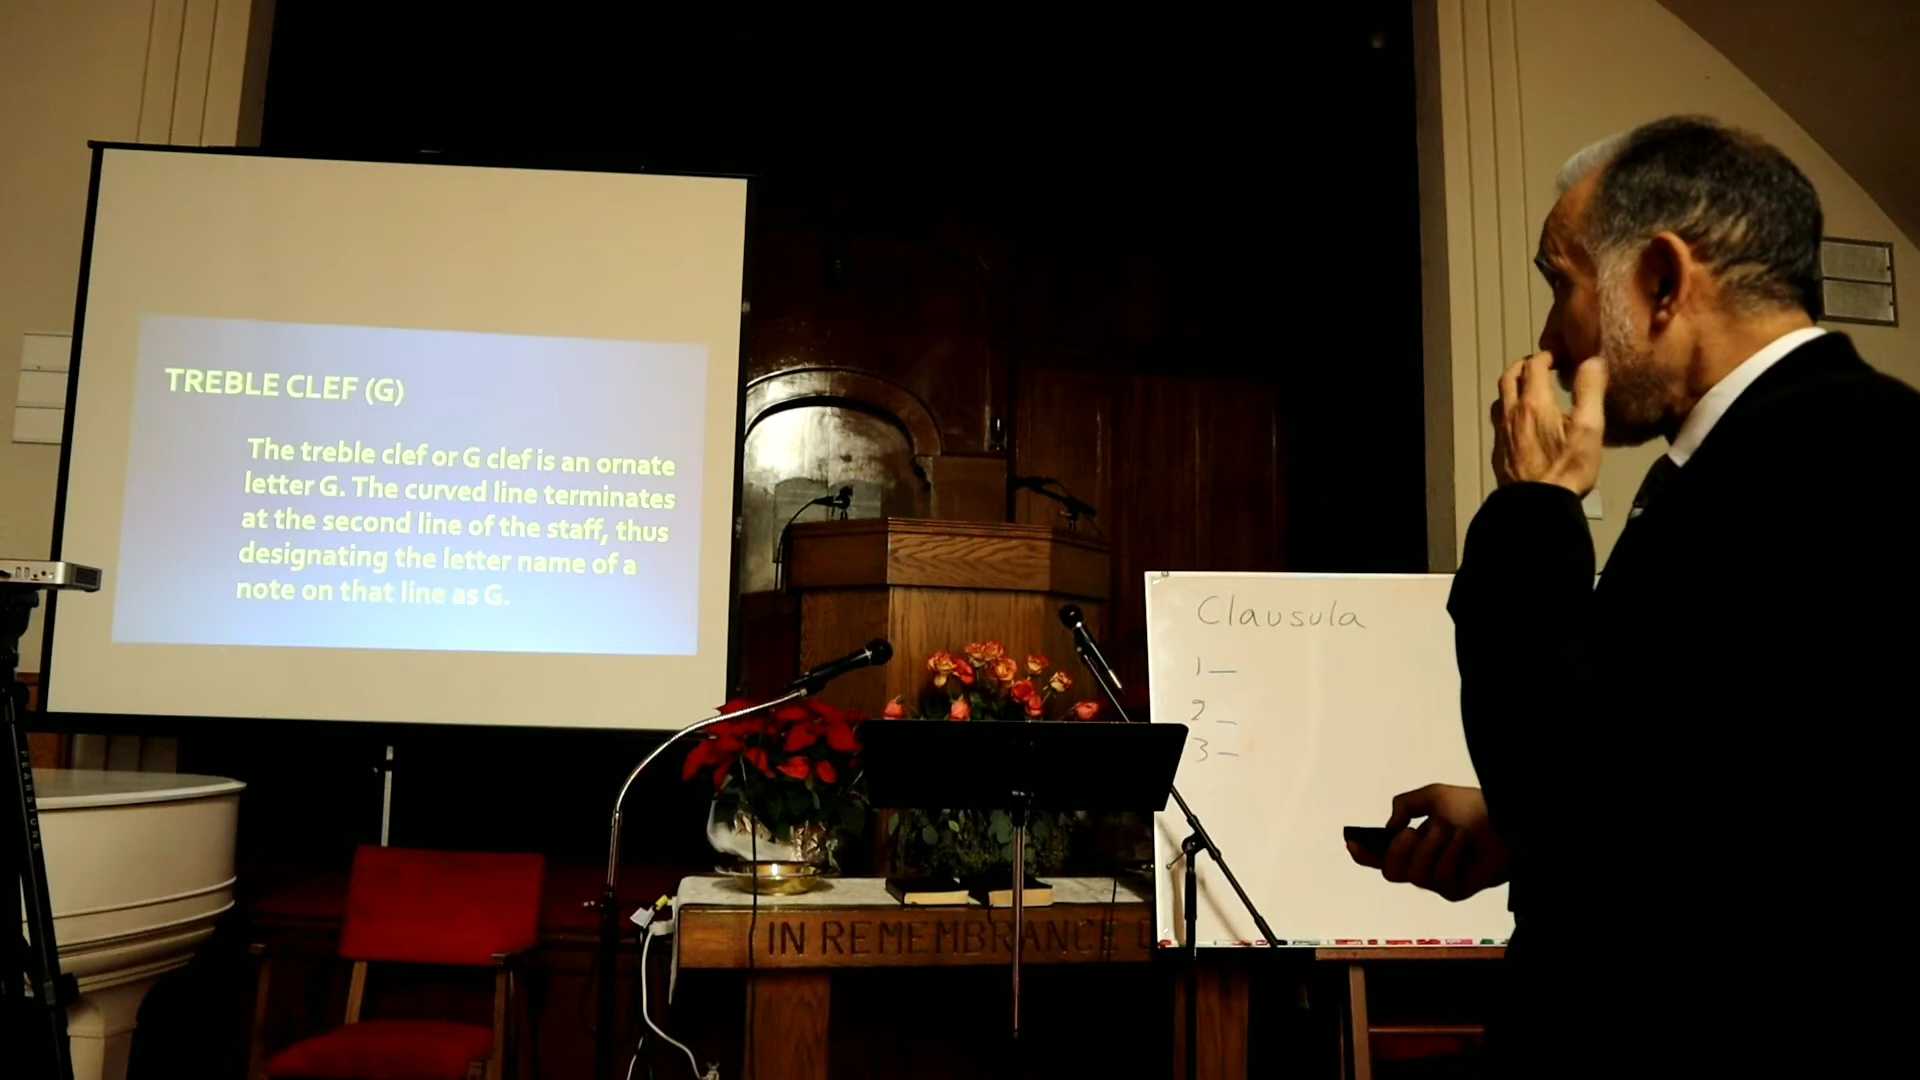 TREBLE CLEF (G)
The treble clef or G clef is an ornate
letter G. The curved line terminates
at the second line of the staff, thus
designating the letter name of a
note on that line as G.
Clausula
1 —
2 —
3 —
IN REMEMBRANCE